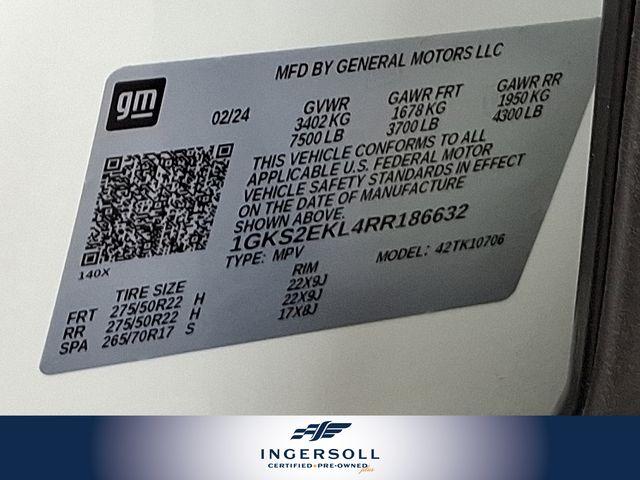 MFD BY GENERAL MOTORS LLC
gm
02/24
GVWR GAWR FRT GAWR RR
3402 KG 1678 KG 1950 KG
7500 LB 3700 LB 4300 LB
THIS VEHICLE CONFORMS TO ALL
APPLICABLE U.S. FEDERAL MOTOR
VEHICLE SAFETY STANDARDS IN EFFECT
ON THE DATE OF MANUFACTURE
SHOWN ABOVE.
1GKS2EKL4RR186632
TYPE: MPV MODEL: 42TK10706
140X
TIRE SIZE RIM
FRT 275/50R22 H 22X9J
RR 275/50R22 H 22X9J
SPA 265/70R17 S 17X8J
INGERSOLL
CERTIFIED PRE-OWNED plus